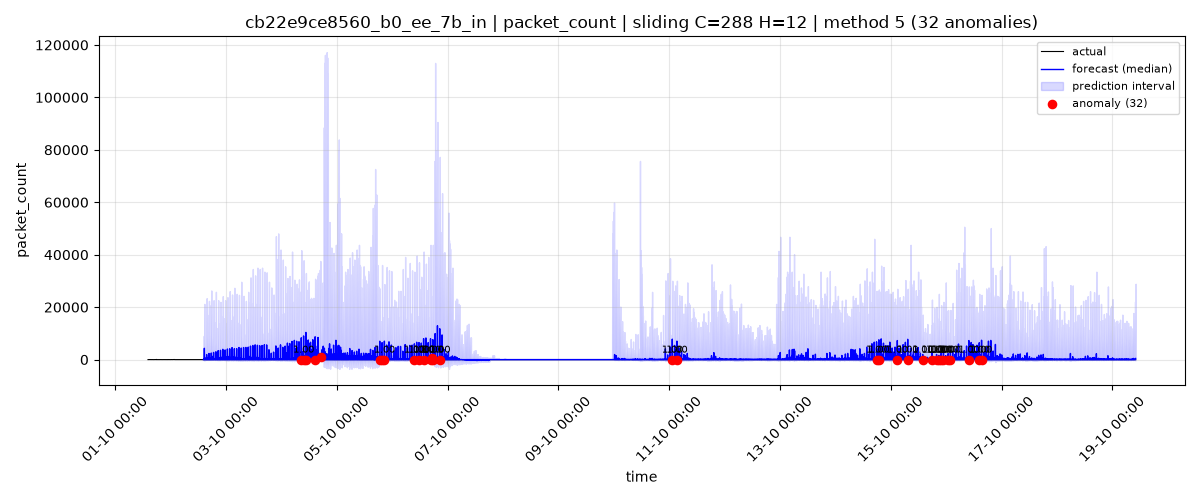 cb22e9ce8560_b0_ee_7b_in | packet_count | sliding C=288 H=12 | method 5 (32 anomalies)
actual
forecast (median)
prediction interval
anomaly (32)
packet_count
120000
100000
80000
60000
40000
20000
0
01-10 00:00
03-10 00:00
05-10 00:00
07-10 00:00
09-10 00:00
11-10 00:00
13-10 00:00
15-10 00:00
17-10 00:00
19-10 00:00
time